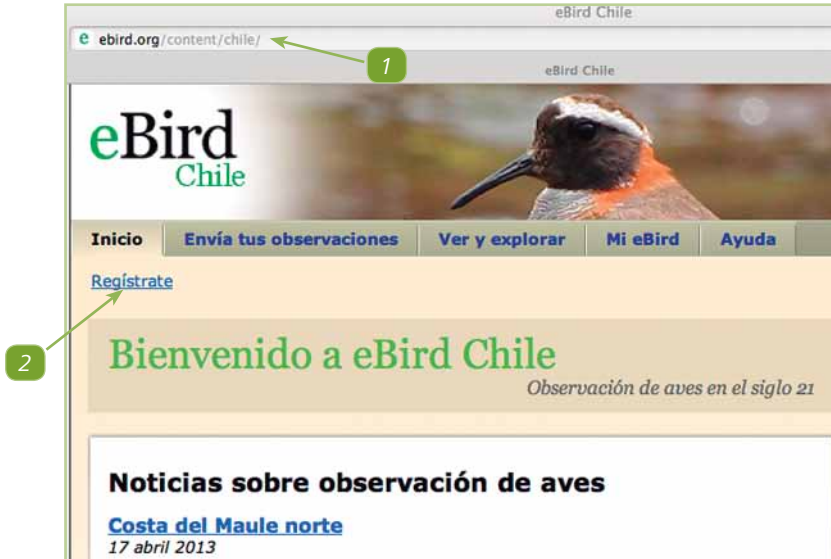 eBird Chile
e ebird.org/content/chile/
1
eBird Chile
eBird
Chile
Inicio Envía tus observaciones Ver y explorar Mi eBird Ayuda
Regístrate
2
Bienvenido a eBird Chile
Observación de aves en el siglo 21
Noticias sobre observación de aves
Costa del Maule norte
17 abril 2013